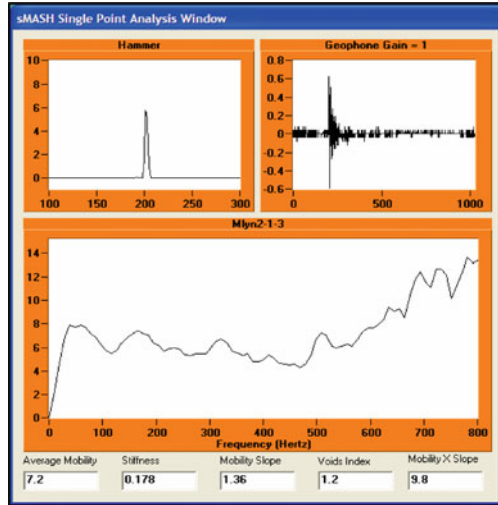 sMASH Single Point Analysis Window
Hammer
10
8
6
4
2
0
100 150 200 250 300
Geophone Gain = 1
0.8
0.6
0.4
0.2
0
-0.2
-0.4
-0.6
0 500 1000
Mlyn2-1-3
14
12
10
8
6
4
2
0
0 100 200 300 400 500 600 700 800
Frequency (Hertz)
Average Mobility Stiffness Mobility Slope Voids Index Mobility X Slope
7.2 0.178 1.36 1.2 9.8